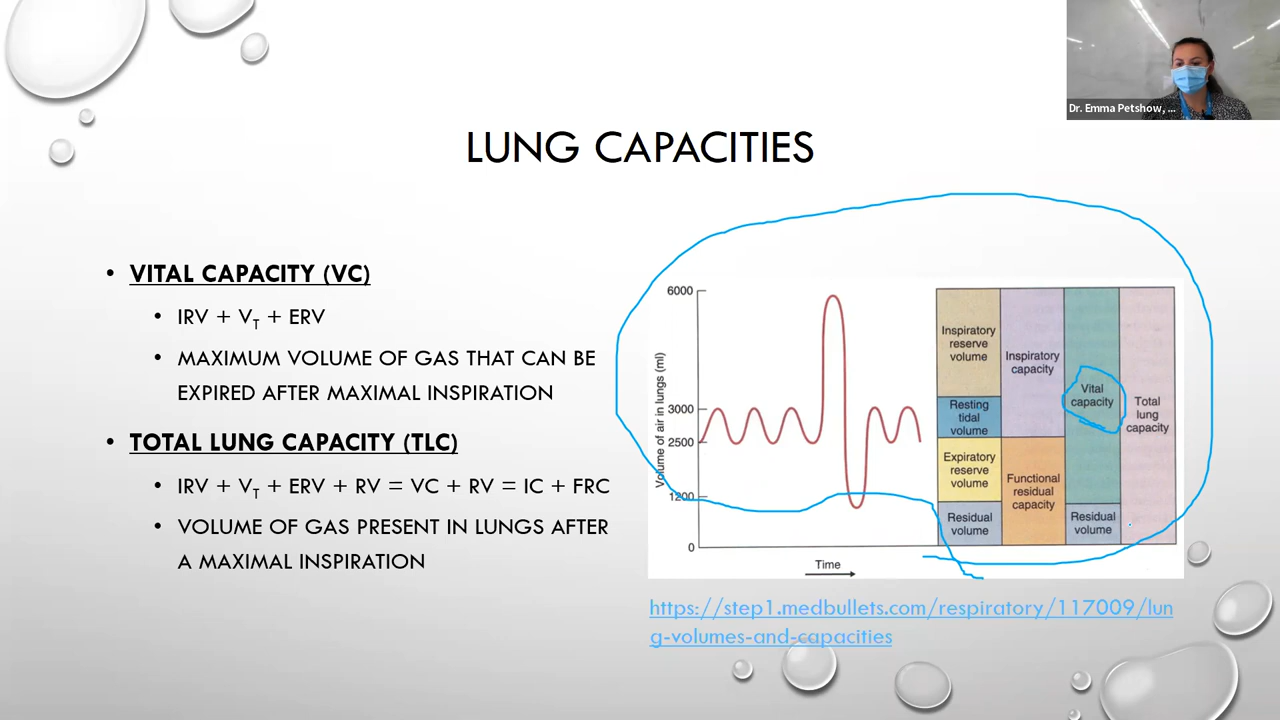 Dr. Emma Petshow, ...
LUNG CAPACITIES
• VITAL CAPACITY (VC)
• IRV + VT + ERV
• MAXIMUM VOLUME OF GAS THAT CAN BE
EXPIRED AFTER MAXIMAL INSPIRATION
• TOTAL LUNG CAPACITY (TLC)
• IRV + VT + ERV + RV = VC + RV = IC + FRC
• VOLUME OF GAS PRESENT IN LUNGS AFTER
A MAXIMAL INSPIRATION
Volume of air in lungs (ml)
6000
3000
2500
1200
0
Time
Inspiratory
reserve
volume
Resting
tidal
volume
Expiratory
reserve
volume
Residual
volume
Inspiratory
capacity
Functional
residual
capacity
Vital
capacity
Residual
volume
Total
lung
capacity
https://step1.medbullets.com/respiratory/117009/lun
g-volumes-and-capacities